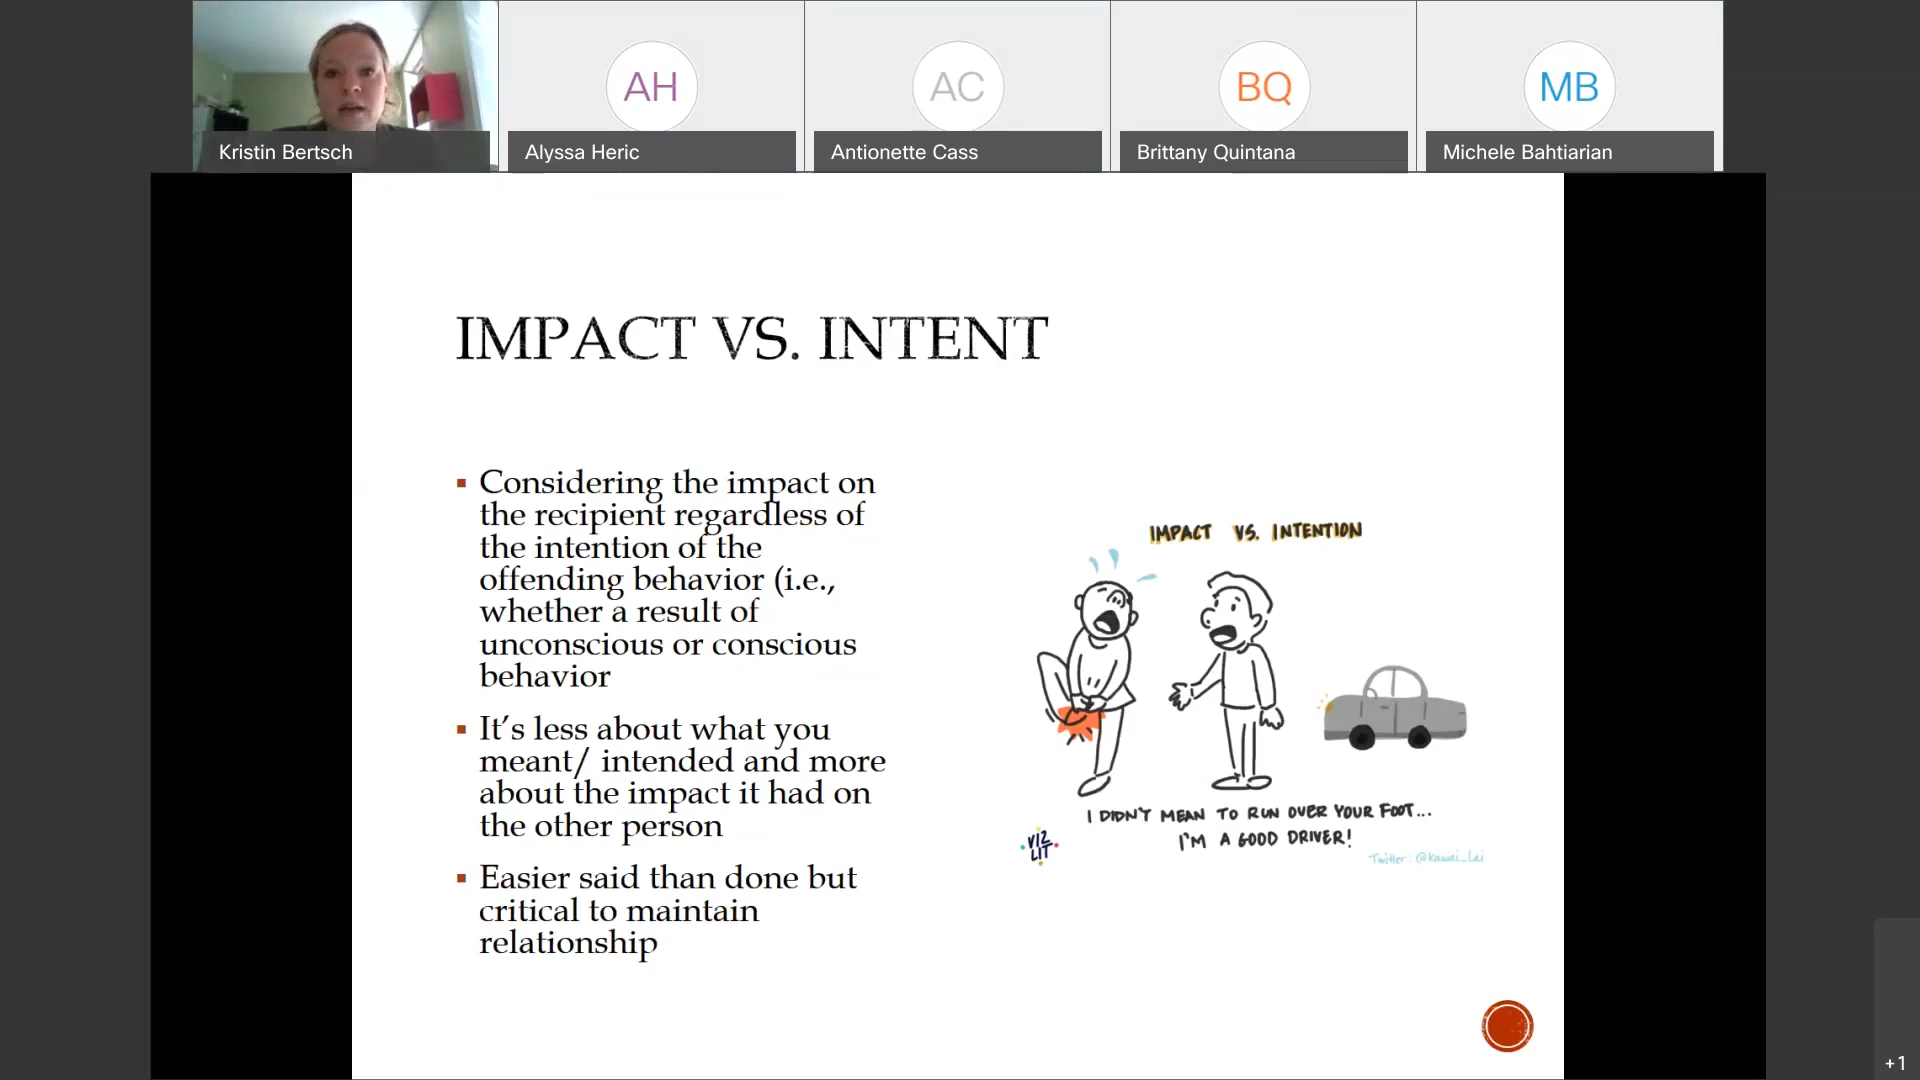 AH
AC
BQ
MB
Kristin Bertsch
Alyssa Heric
Antionette Cass
Brittany Quintana
Michele Bahtiarian
IMPACT VS. INTENT
▪ Considering the impact on
the recipient regardless of
the intention of the
offending behavior (i.e.,
whether a result of
unconscious or conscious
behavior
▪ It’s less about what you
meant/ intended and more
about the impact it had on
the other person
▪ Easier said than done but
critical to maintain
relationship
IMPACT VS. INTENTION
I DIDN'T MEAN TO RUN OVER YOUR FOOT...
I'M A GOOD DRIVER!
VIZ
LIT
Twitter: @Kawai_Lai
+1